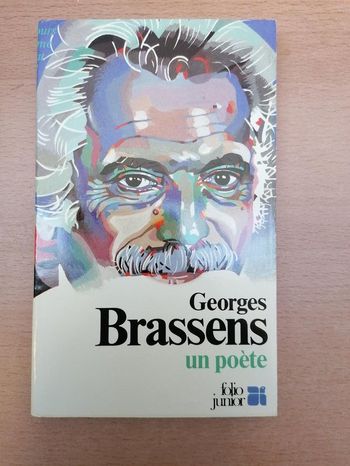 Georges
Brassens
un poète
folio
junior